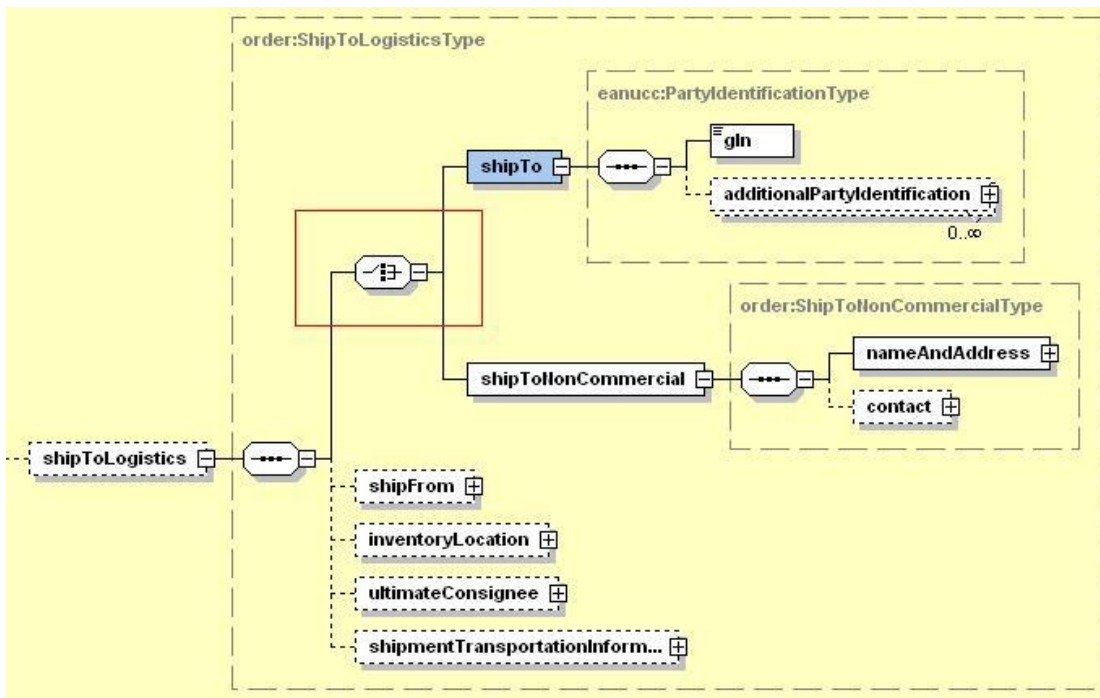 order:ShipToLogisticsType
eanucc:PartyIdentificationType
gln
shipTo
additionalPartyIdentification
0..∞
order:ShipToNonCommercialType
nameAndAddress
shipToNonCommercial
contact
shipToLogistics
shipFrom
inventoryLocation
ultimateConsignee
shipmentTransportationInform...